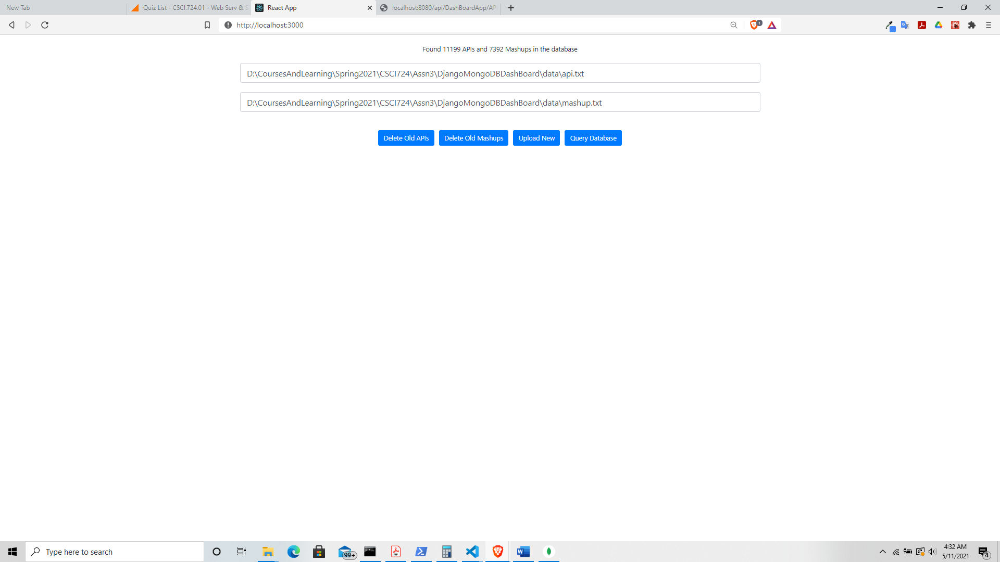 New Tab
Quiz List - CSCI.724.01 - Web Serv & S
React App
localhost:8080/api/DashBoardApp/AP
http://localhost:3000
1
Found 11199 APIs and 7392 Mashups in the database
D:\CoursesAndLearning\Spring2021\CSCI724\Assn3\DjangoMongoDBDashBoard\data\api.txt
D:\CoursesAndLearning\Spring2021\CSCI724\Assn3\DjangoMongoDBDashBoard\data\mashup.txt
Delete Old APIs
Delete Old Mashups
Upload New
Query Database
Type here to search
99+
4:32 AM
5/11/2021
4